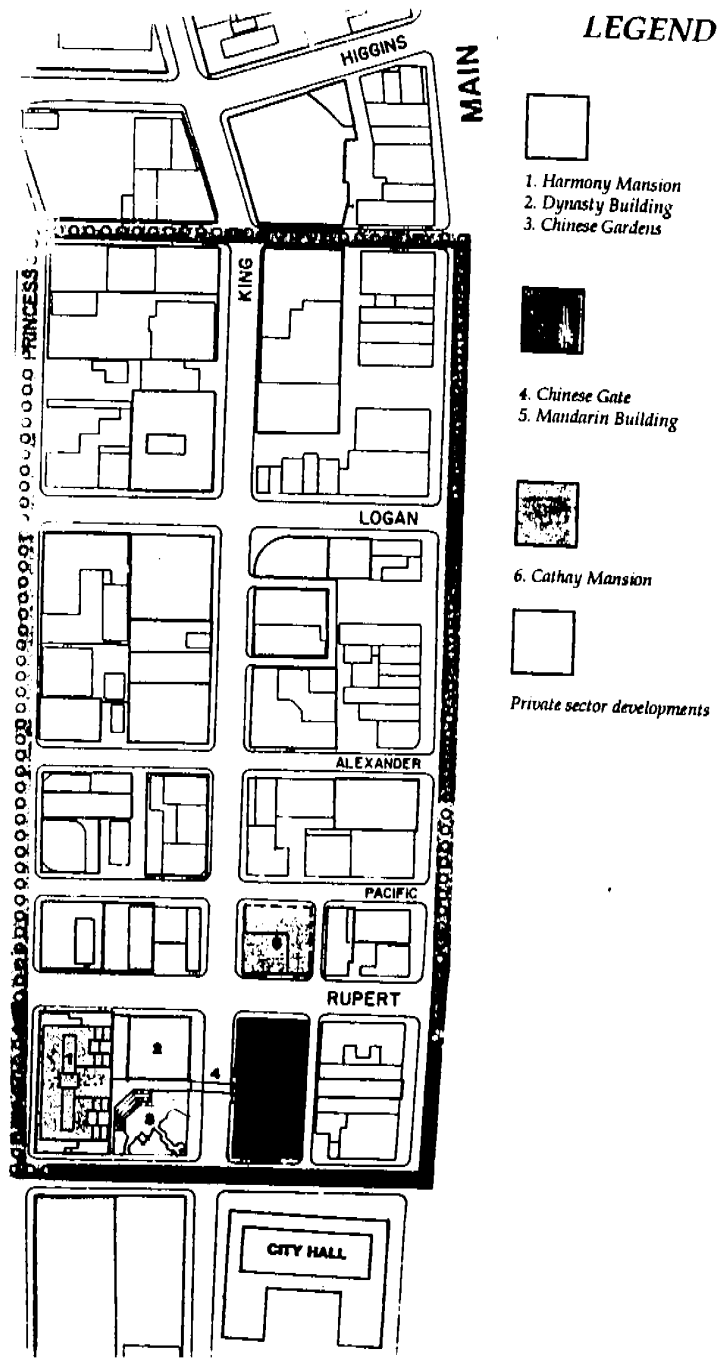 LEGEND
HIGGINS
MAIN
1. Harmony Mansion
2. Dynasty Building
3. Chinese Gardens
PRINCESS
KING
4. Chinese Gate
5. Mandarin Building
LOGAN
6. Cathay Mansion
Private sector developments
ALEXANDER
PACIFIC
6
RUPERT
2
4
3
CITY HALL